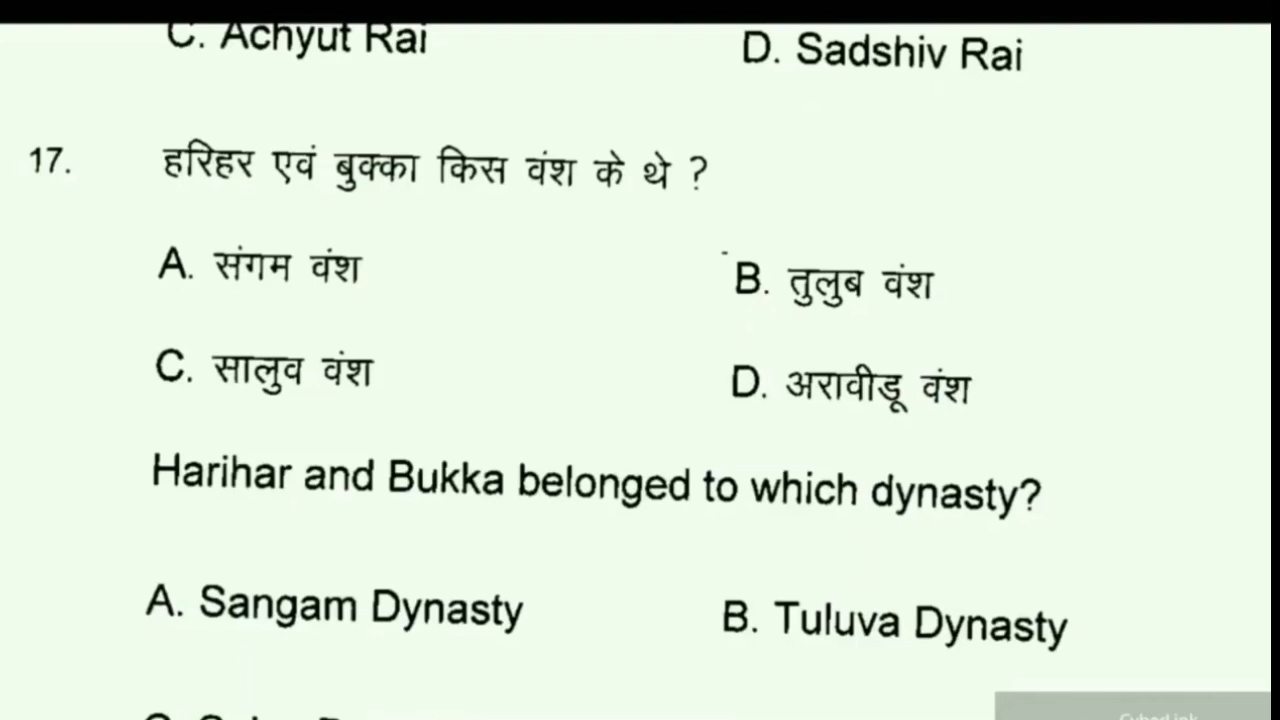 C. Achyut Rai D. Sadshiv Rai
17. हरिहर एवं बुक्का किस वंश के थे ?
A. संगम वंश B. तुलुब वंश
C. सालुव वंश D. अरावीडू वंश
Harihar and Bukka belonged to which dynasty?
A. Sangam Dynasty B. Tuluva Dynasty